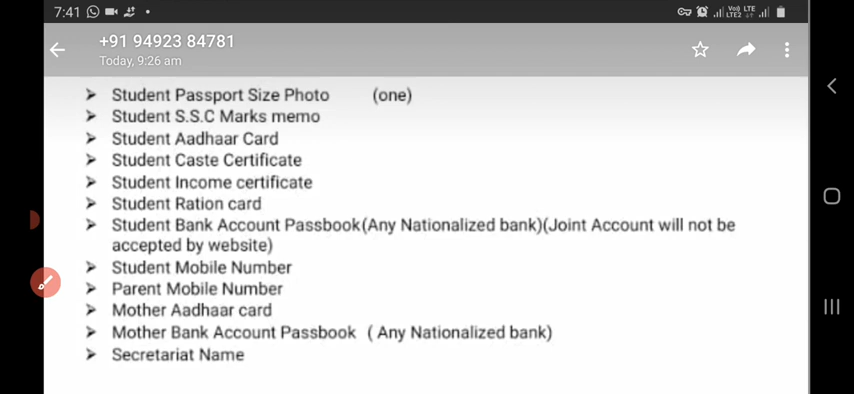 7:41
Vo)) LTE
LTE2
+91 94923 84781
Today, 9:26 am
➤ Student Passport Size Photo (one)
➤ Student S.S.C Marks memo
➤ Student Aadhaar Card
➤ Student Caste Certificate
➤ Student Income certificate
➤ Student Ration card
➤ Student Bank Account Passbook(Any Nationalized bank)(Joint Account will not be
accepted by website)
➤ Student Mobile Number
➤ Parent Mobile Number
➤ Mother Aadhaar card
➤ Mother Bank Account Passbook ( Any Nationalized bank)
➤ Secretariat Name